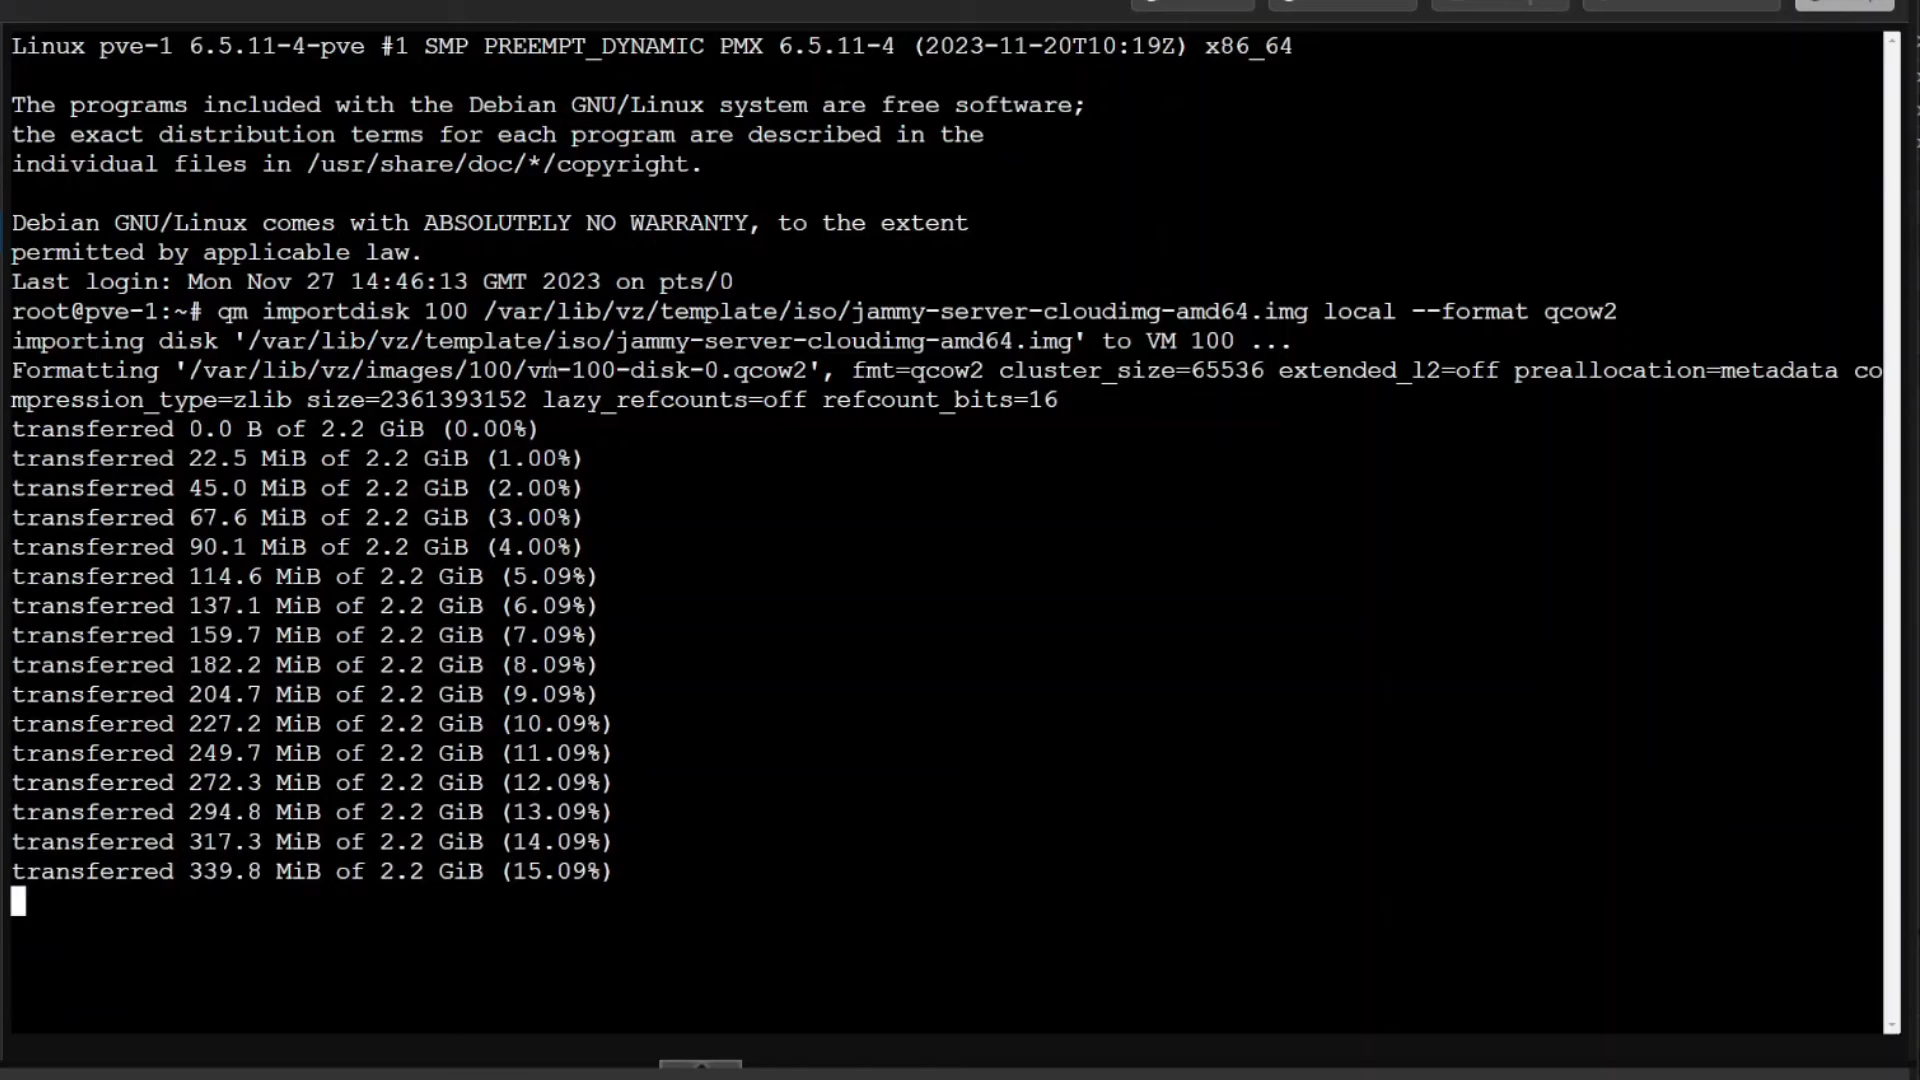 Linux pve-1 6.5.11-4-pve #1 SMP PREEMPT_DYNAMIC PMX 6.5.11-4 (2023-11-20T10:19Z) x86_64
The programs included with the Debian GNU/Linux system are free software;
the exact distribution terms for each program are described in the
individual files in /usr/share/doc/*/copyright.
Debian GNU/Linux comes with ABSOLUTELY NO WARRANTY, to the extent
permitted by applicable law.
Last login: Mon Nov 27 14:46:13 GMT 2023 on pts/0
root@pve-1:~# qm importdisk 100 /var/lib/vz/template/iso/jammy-server-cloudimg-amd64.img local --format qcow2
importing disk '/var/lib/vz/template/iso/jammy-server-cloudimg-amd64.img' to VM 100 ...
Formatting '/var/lib/vz/images/100/vm-100-disk-0.qcow2', fmt=qcow2 cluster_size=65536 extended_l2=off preallocation=metadata co
mpression_type=zlib size=2361393152 lazy_refcounts=off refcount_bits=16
transferred 0.0 B of 2.2 GiB (0.00%)
transferred 22.5 MiB of 2.2 GiB (1.00%)
transferred 45.0 MiB of 2.2 GiB (2.00%)
transferred 67.6 MiB of 2.2 GiB (3.00%)
transferred 90.1 MiB of 2.2 GiB (4.00%)
transferred 114.6 MiB of 2.2 GiB (5.09%)
transferred 137.1 MiB of 2.2 GiB (6.09%)
transferred 159.7 MiB of 2.2 GiB (7.09%)
transferred 182.2 MiB of 2.2 GiB (8.09%)
transferred 204.7 MiB of 2.2 GiB (9.09%)
transferred 227.2 MiB of 2.2 GiB (10.09%)
transferred 249.7 MiB of 2.2 GiB (11.09%)
transferred 272.3 MiB of 2.2 GiB (12.09%)
transferred 294.8 MiB of 2.2 GiB (13.09%)
transferred 317.3 MiB of 2.2 GiB (14.09%)
transferred 339.8 MiB of 2.2 GiB (15.09%)